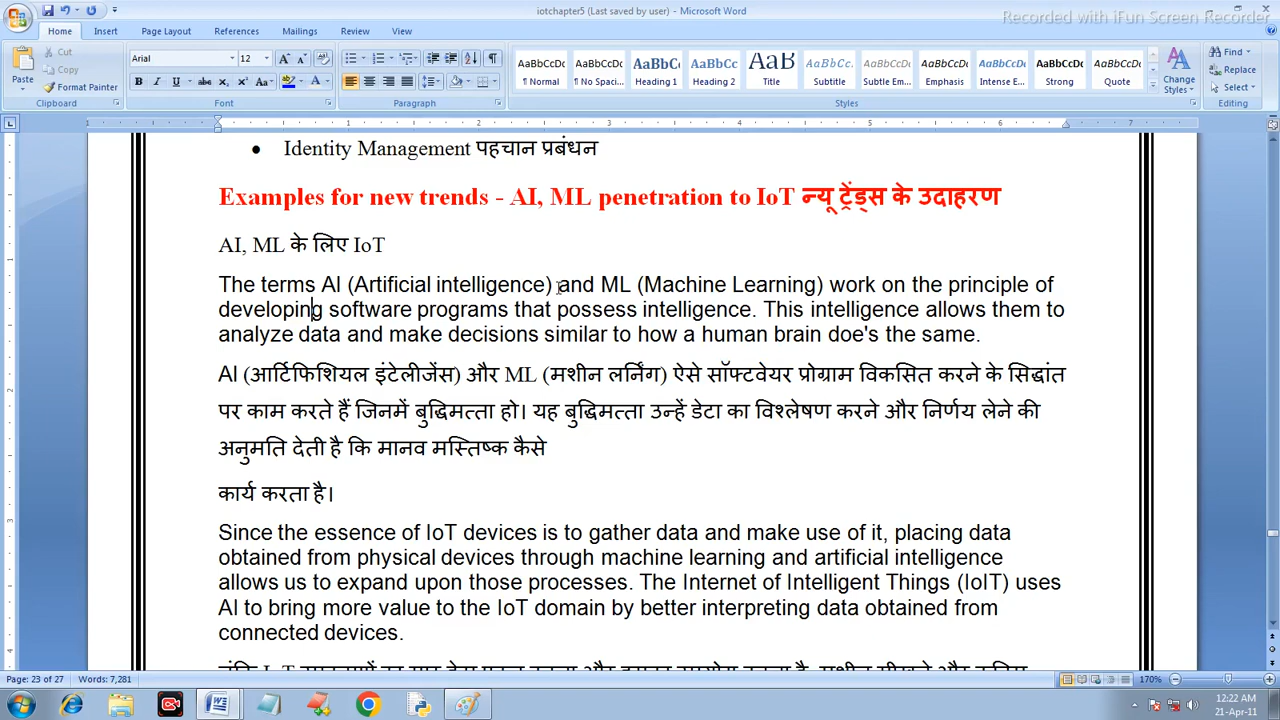 iotchapter5 (Last saved by user) - Microsoft Word
Recorded with iFun Screen Recorder
Home Insert Page Layout References Mailings Review View
Paste
Cut
Copy
Format Painter
Clipboard
Arial 12
Font
Paragraph
AaBbCcDc AaBbCcDc AaBbC AaBbCc AaB AaBbCc. AaBbCcDc AaBbCcDc AaBbCcDc AaBbCcDc AaBbCcDc
¶ Normal ¶ No Spaci... Heading 1 Heading 2 Title Subtitle Subtle Em... Emphasis Intense E... Strong Quote
Change Styles
Styles
Find
Replace
Select
Editing
1 1 2 3 4 5 6 7
• Identity Management पहचान प्रबंधन
Examples for new trends - AI, ML penetration to IoT न्यू ट्रेंड्स के उदाहरण
AI, ML के लिए IoT
The terms AI (Artificial intelligence) and ML (Machine Learning) work on the principle of
developing software programs that possess intelligence. This intelligence allows them to
analyze data and make decisions similar to how a human brain doe's the same.
AI (आर्टिफिशियल इंटेलीजेंस) और ML (मशीन लर्निंग) ऐसे सॉफ्टवेयर प्रोग्राम विकसित करने के सिद्धांत
पर काम करते हैं जिनमें बुद्धिमत्ता हो। यह बुद्धिमत्ता उन्हें डेटा का विश्लेषण करने और निर्णय लेने की
अनुमति देती है कि मानव मस्तिष्क कैसे
कार्य करता है।
Since the essence of IoT devices is to gather data and make use of it, placing data
obtained from physical devices through machine learning and artificial intelligence
allows us to expand upon those processes. The Internet of Intelligent Things (IoIT) uses
AI to bring more value to the IoT domain by better interpreting data obtained from
connected devices.
Page: 23 of 27 Words: 7,281 170%
12:22 AM
21-Apr-11